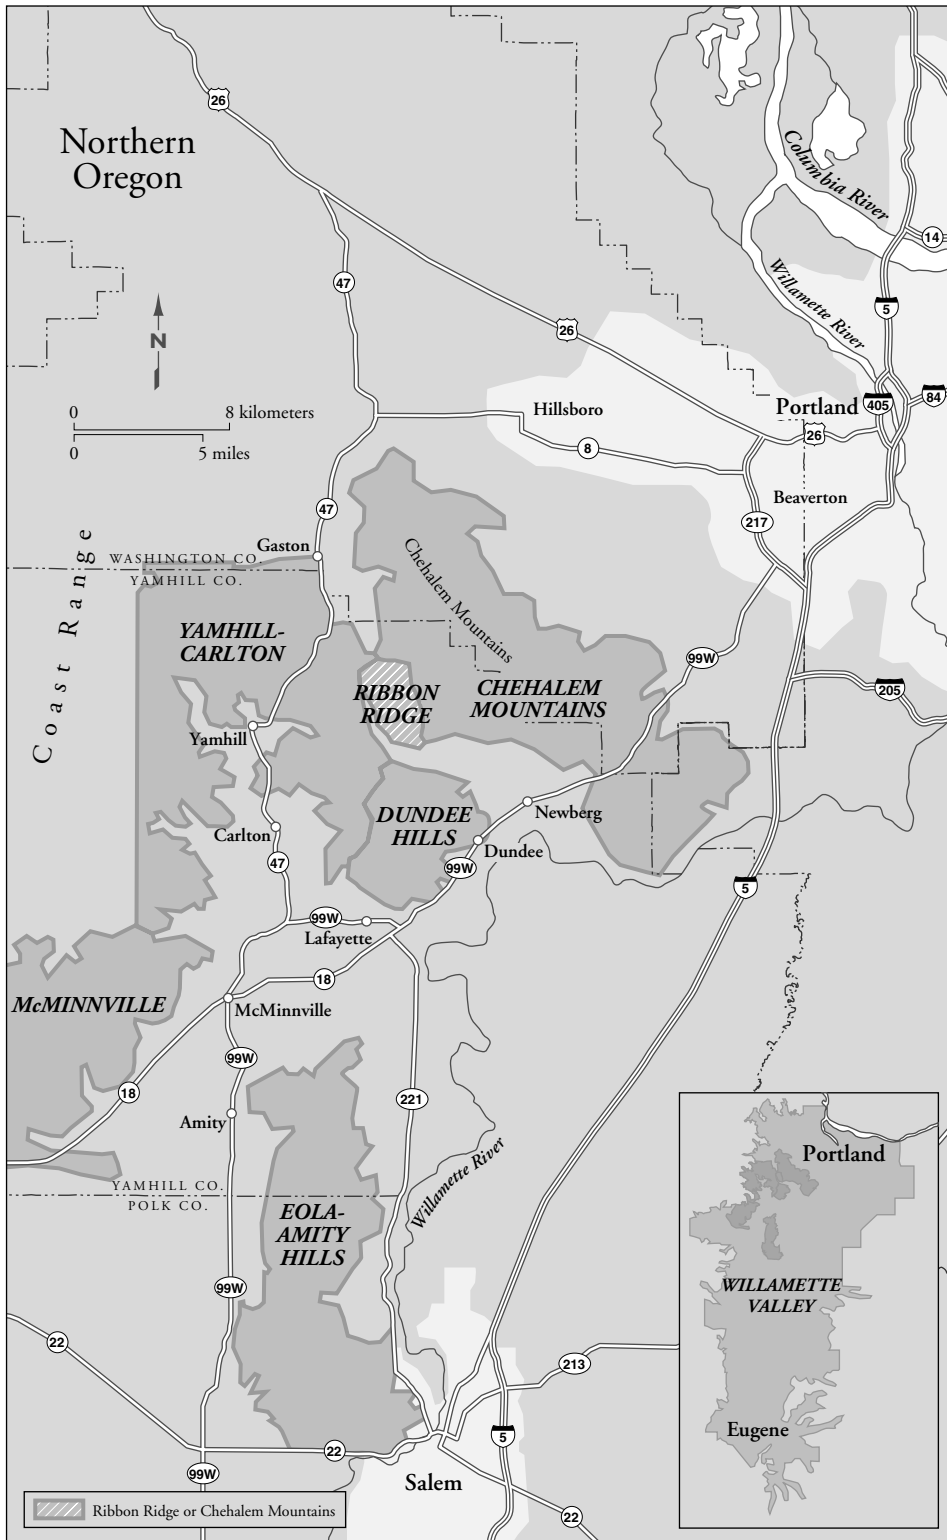 26
Northern
Oregon
Columbia River
14
47
Willamette River
5
26
N
0
8 kilometers
0
5 miles
Hillsboro
Portland
405
84
26
8
Beaverton
47
217
Coast Range
Gaston
WASHINGTON CO.
YAMHILL CO.
Chehalem Mountains
YAMHILL-
CARLTON
99W
RIBBON
RIDGE
CHEHALEM
MOUNTAINS
205
Yamhill
DUNDEE
HILLS
Newberg
Carlton
Dundee
47
99W
5
99W
Lafayette
18
McMINNVILLE
McMinnville
99W
18
221
Amity
Willamette River
YAMHILL CO.
POLK CO.
EOLA-
AMITY
HILLS
99W
22
213
5
22
99W
Salem
22
Portland
WILLAMETTE
VALLEY
Eugene
Ribbon Ridge or Chehalem Mountains